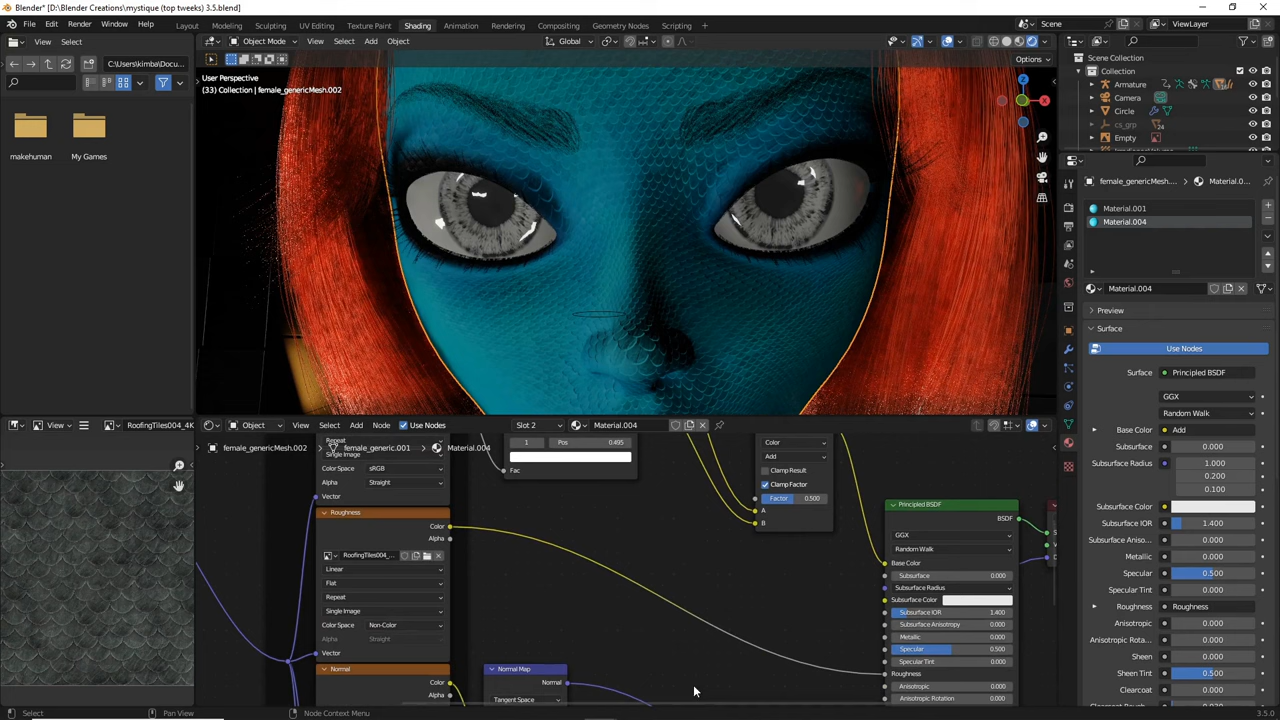 Blender* [D:\Blender Creations\mystique (top tweaks) 3.5.blend]
File Edit Render Window Help Layout Modeling Sculpting UV Editing Texture Paint Shading Animation Rendering Compositing Geometry Nodes Scripting + Scene ViewLayer
View Select Object Mode View Select Add Object Global
C:\Users\kimba\Docu... Options
User Perspective
(33) Collection | female_genericMesh.002
makehuman My Games
X
Scene Collection
Collection
Armature
Camera
Circle
cs_grp
Empty
female_genericMesh.... Material.0...
Material.001
Material.004
Material.004
Preview
Surface
Use Nodes
Surface Principled BSDF
GGX
Random Walk
Base Color Add
Subsurface 0.000
Subsurface Radius 1.000
0.200
0.100
Subsurface Color
Subsurface IOR 1.400
Subsurface Aniso... 0.000
Metallic 0.000
Specular 0.500
Specular Tint 0.000
Roughness Roughness
Anisotropic 0.000
Anisotropic Rota... 0.000
Sheen 0.000
Sheen Tint 0.500
Clearcoat 0.000
View RoofingTiles004_4K
Object View Select Add Node Use Nodes Slot 2 Material.004
female_genericMesh.002 female_generic.001 Material.004
Repeat
Single Image
Color Space sRGB
Alpha Straight
Vector
Roughness
Color
Alpha
RoofingTiles004_...
Linear
Flat
Repeat
Single Image
Color Space Non-Color
Alpha Straight
Vector
Normal
Color
Alpha
1 Pos 0.495
Fac
Normal Map
Normal
Tangent Space
Color
Add
Clamp Result
Clamp Factor
Factor 0.500
A
B
Principled BSDF
BSDF
GGX
Random Walk
Base Color
Subsurface 0.000
Subsurface Radius
Subsurface Color
Subsurface IOR 1.400
Subsurface Anisotropy 0.000
Metallic 0.000
Specular 0.500
Specular Tint 0.000
Roughness
Anisotropic 0.000
Anisotropic Rotation 0.000
Select Pan View Node Context Menu 3.5.0